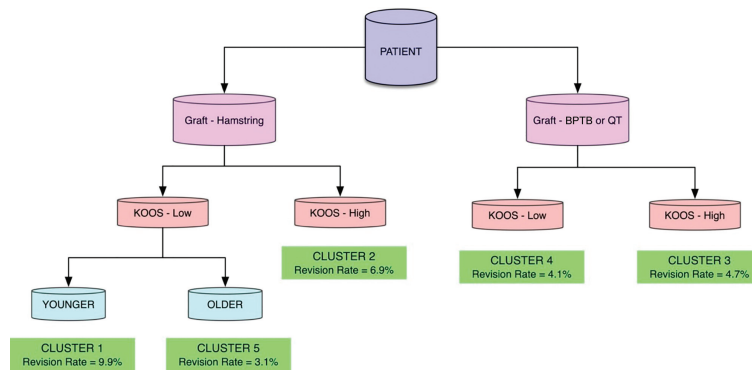 PATIENT
Graft - Hamstring
Graft - BPTB or QT
KOOS - Low
KOOS - High
KOOS - Low
KOOS - High
CLUSTER 2
Revision Rate = 6.9%
CLUSTER 4
Revision Rate = 4.1%
CLUSTER 3
Revision Rate = 4.7%
YOUNGER
OLDER
CLUSTER 1
Revision Rate = 9.9%
CLUSTER 5
Revision Rate = 3.1%